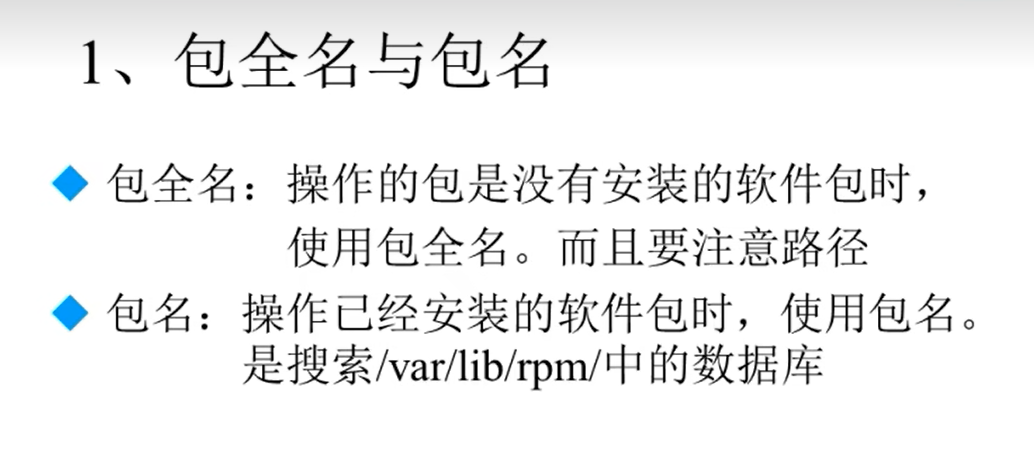 1、包全名与包名
包全名：操作的包是没有安装的软件包时，
使用包全名。而且要注意路径
包名：操作已经安装的软件包时，使用包名。
是搜索/var/lib/rpm/中的数据库